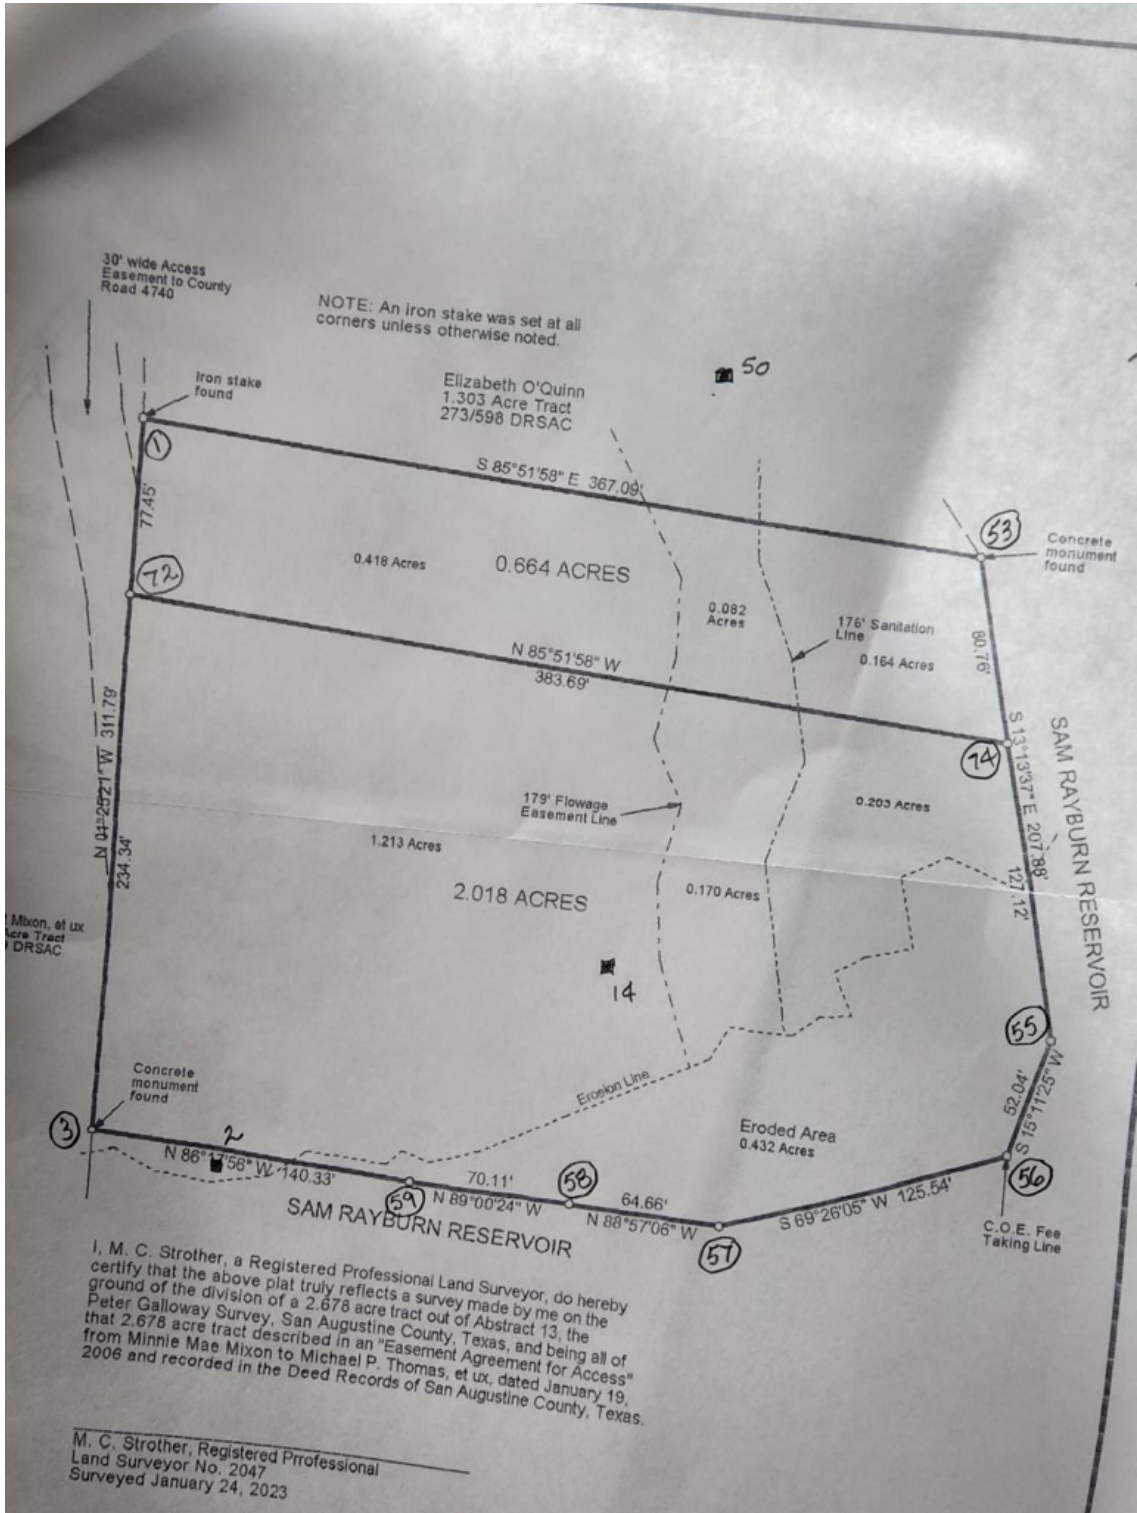 30' wide Access
Easement to County
Road 4740
NOTE: An iron stake was set at all
corners unless otherwise noted.
50
Iron stake
found
Elizabeth O'Quinn
1.303 Acre Tract
273/598 DRSAC
1
S 85°51'58" E 367.09'
53
Concrete
monument
found
77.45'
0.418 Acres
0.664 ACRES
72
0.082
Acres
176' Sanitation
Line
0.164 Acres
80.76'
N 85°51'58" W
383.69'
N 01°25'21" W 311.79'
234.34'
74
S 13°13'37" E 207.88'
127.12'
SAM RAYBURN RESERVOIR
179' Flowage
Easement Line
0.203 Acres
1.213 Acres
2.018 ACRES
0.170 Acres
Mixon, et ux
Acre Tract
DRSAC
14
55
Concrete
monument
found
Erosion Line
52.04'
S 15°11'25" W
Eroded Area
0.432 Acres
3
2
N 86°17'56" W 140.33'
59
70.11'
N 89°00'24" W
58
64.66'
N 88°57'06" W
57
S 69°26'05" W 125.54'
56
C.O.E. Fee
Taking Line
SAM RAYBURN RESERVOIR
I, M. C. Strother, a Registered Professional Land Surveyor, do hereby
certify that the above plat truly reflects a survey made by me on the
ground of the division of a 2.678 acre tract out of Abstract 13, the
Peter Galloway Survey, San Augustine County, Texas, and being all of
that 2.678 acre tract described in an "Easement Agreement for Access"
from Minnie Mae Mixon to Michael P. Thomas, et ux, dated January 19,
2006 and recorded in the Deed Records of San Augustine County, Texas.
M. C. Strother, Registered Prrofessional
Land Surveyor No. 2047
Surveyed January 24, 2023